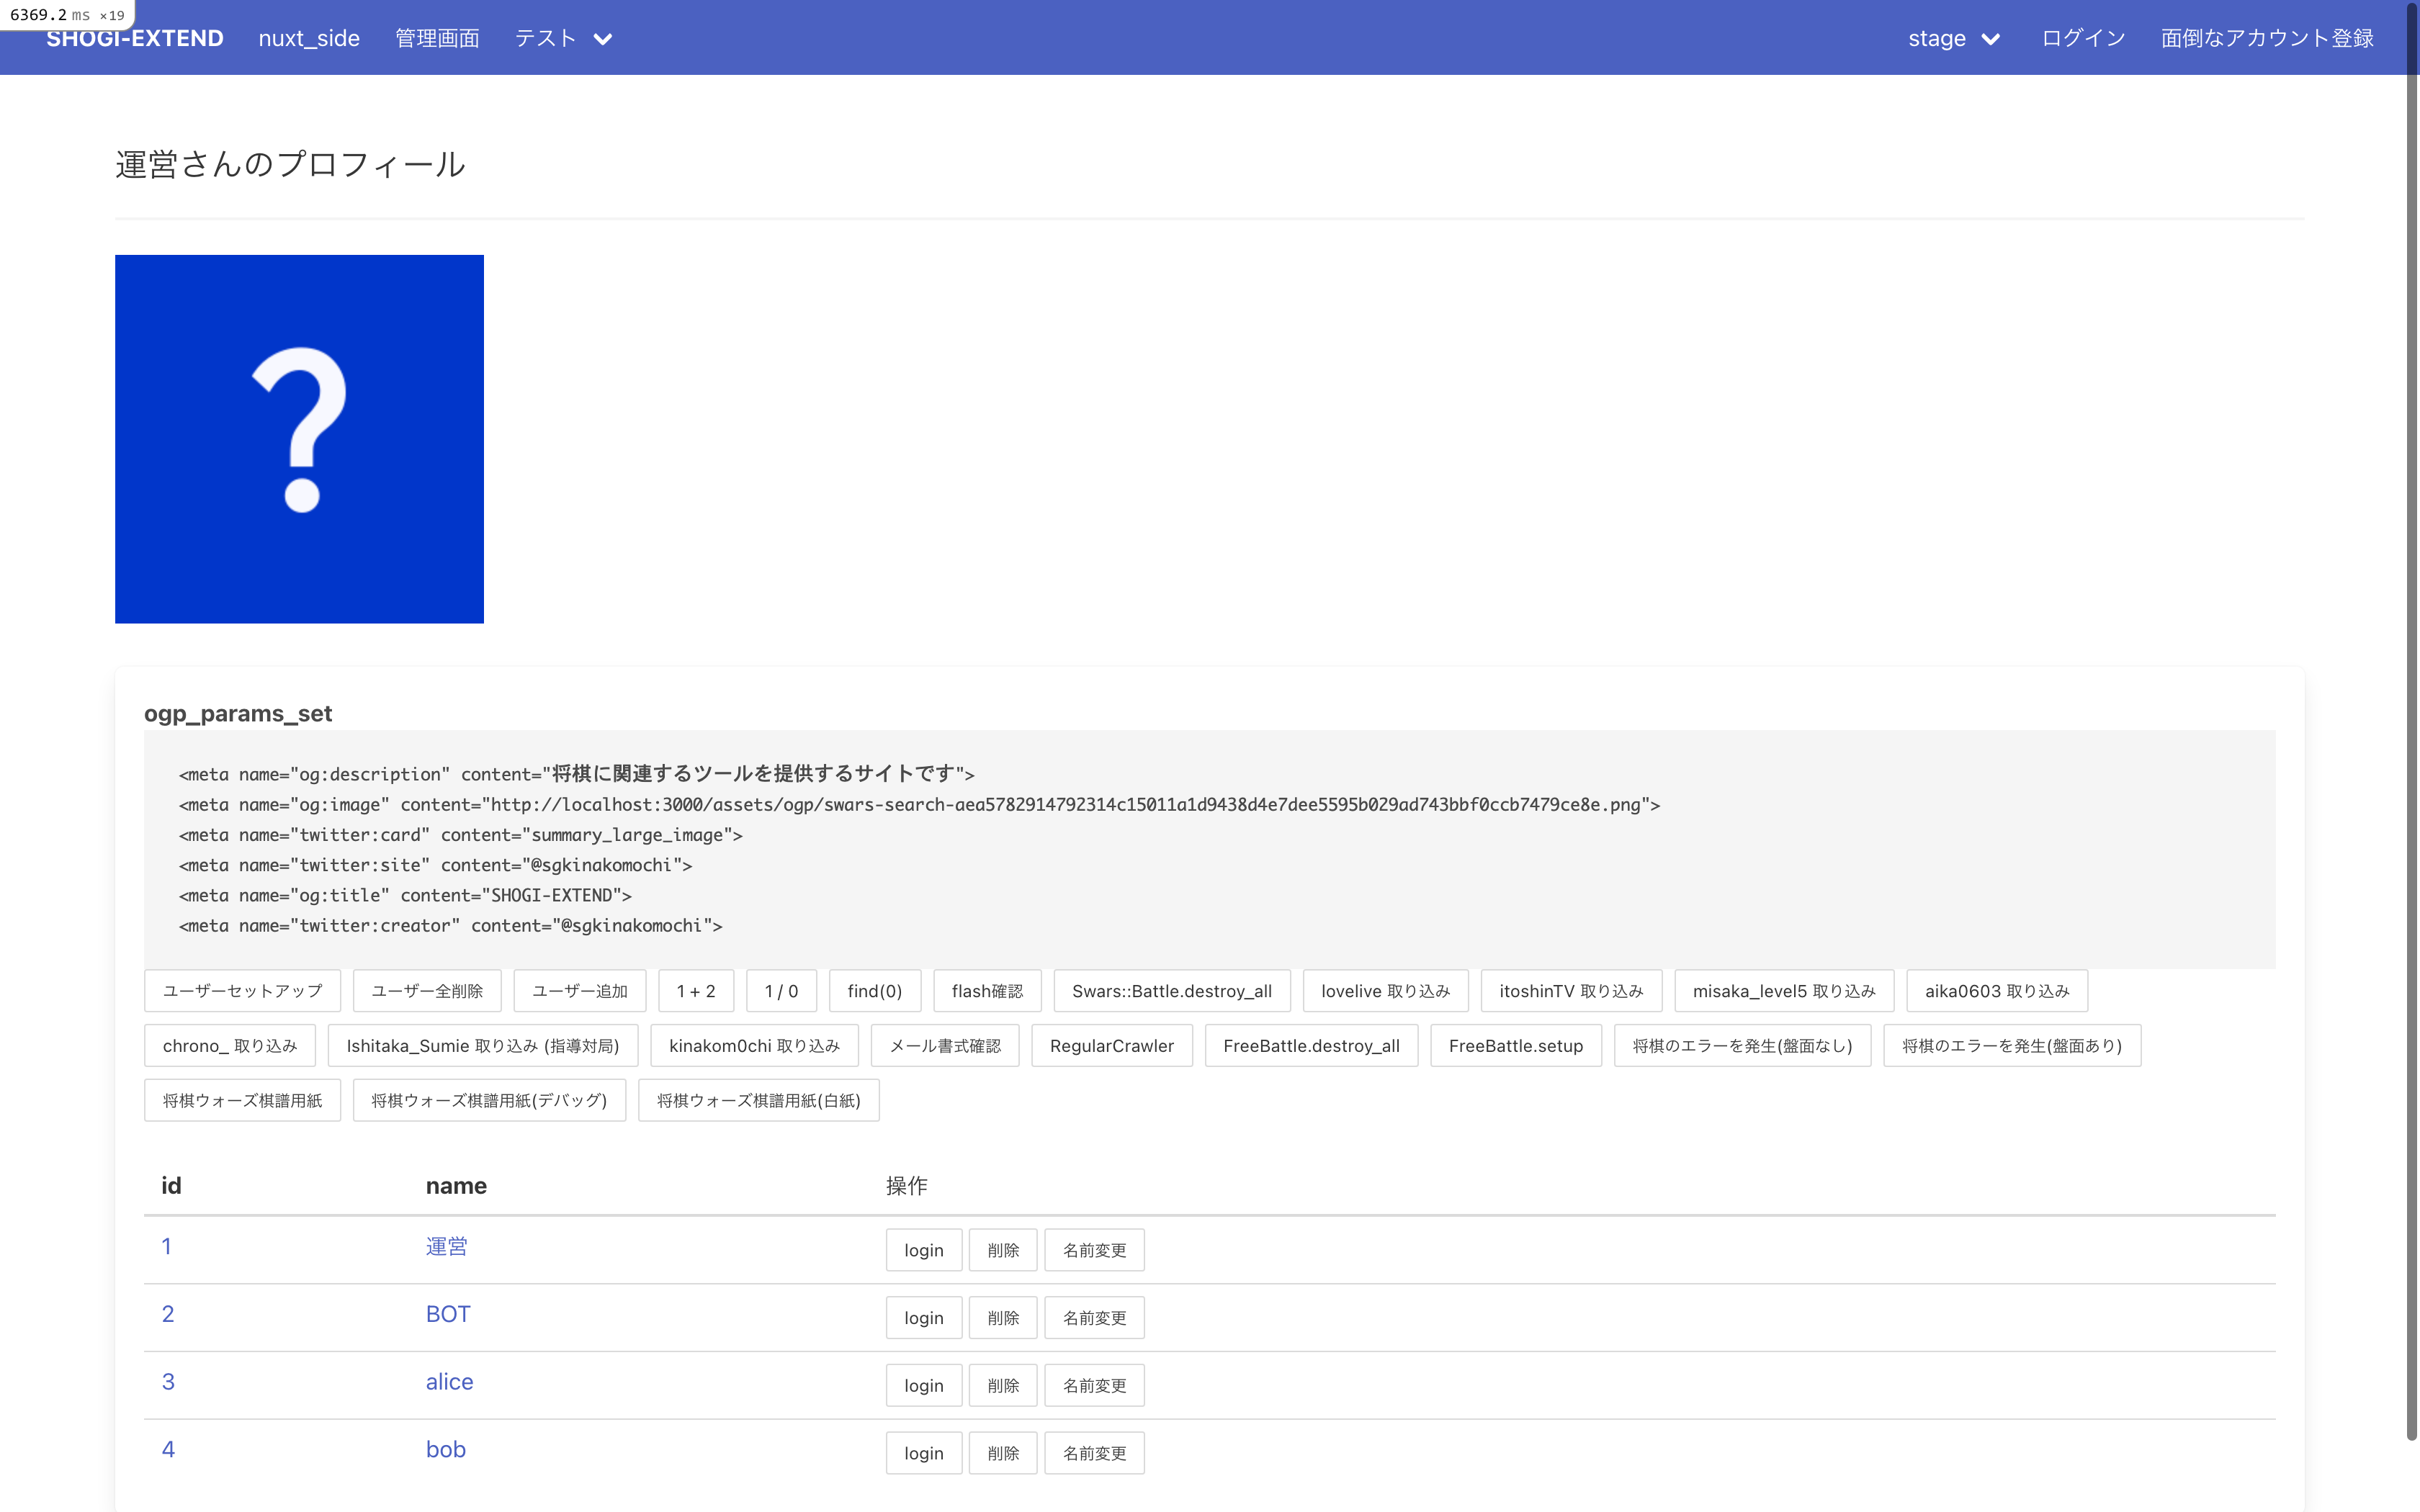 6369.2 ms ×19
SHOGI-EXTEND nuxt_side 管理画面 テスト stage ログイン 面倒なアカウント登録
運営さんのプロフィール
?
ogp_params_set
<meta name="og:description" content="将棋に関連するツールを提供するサイトです">
<meta name="og:image" content="http://localhost:3000/assets/ogp/swars-search-aea5782914792314c15011a1d9438d4e7dee5595b029ad743bbf0ccb7479ce8e.png">
<meta name="twitter:card" content="summary_large_image">
<meta name="twitter:site" content="@sgkinakomochi">
<meta name="og:title" content="SHOGI-EXTEND">
<meta name="twitter:creator" content="@sgkinakomochi">
ユーザーセットアップ ユーザー全削除 ユーザー追加 1 + 2 1 / 0 find(0) flash確認 Swars::Battle.destroy_all lovelive 取り込み itoshinTV 取り込み misaka_level5 取り込み aika0603 取り込み
chrono_ 取り込み Ishitaka_Sumie 取り込み (指導対局) kinakom0chi 取り込み メール書式確認 RegularCrawler FreeBattle.destroy_all FreeBattle.setup 将棋のエラーを発生(盤面なし) 将棋のエラーを発生(盤面あり)
将棋ウォーズ棋譜用紙 将棋ウォーズ棋譜用紙(デバッグ) 将棋ウォーズ棋譜用紙(白紙)
id name 操作
1 運営 login 削除 名前変更
2 BOT login 削除 名前変更
3 alice login 削除 名前変更
4 bob login 削除 名前変更